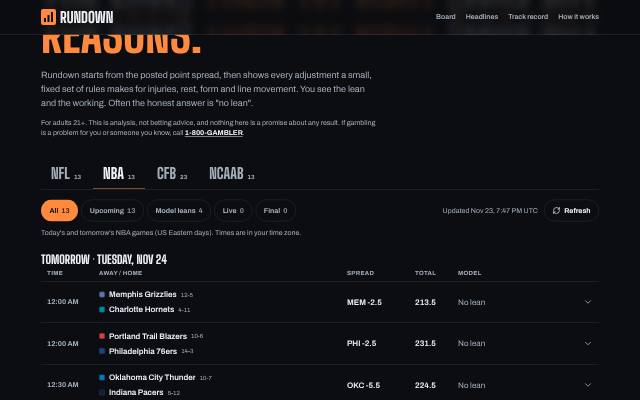 RUNDOWN
Board Headlines Track record How it works
REASONS.
Rundown starts from the posted point spread, then shows every adjustment a small,
fixed set of rules makes for injuries, rest, form and line movement. You see the lean
and the working. Often the honest answer is "no lean".
For adults 21+. This is analysis, not betting advice, and nothing here is a promise about any result. If gambling
is a problem for you or someone you know, call 1-800-GAMBLER.
NFL 13 NBA 13 CFB 23 NCAAB 13
All 13 Upcoming 13 Model leans 4 Live 0 Final 0 Updated Nov 23, 7:47 PM UTC Refresh
Today's and tomorrow's NBA games (US Eastern days). Times are in your time zone.
TOMORROW · TUESDAY, NOV 24
TIME AWAY / HOME SPREAD TOTAL MODEL
12:00 AM Memphis Grizzlies 12-5 MEM -2.5 213.5 No lean
Charlotte Hornets 4-11
12:00 AM Portland Trail Blazers 10-6 PHI -2.5 231.5 No lean
Philadelphia 76ers 14-3
12:30 AM Oklahoma City Thunder 10-7 OKC -5.5 224.5 No lean
Indiana Pacers 5-12